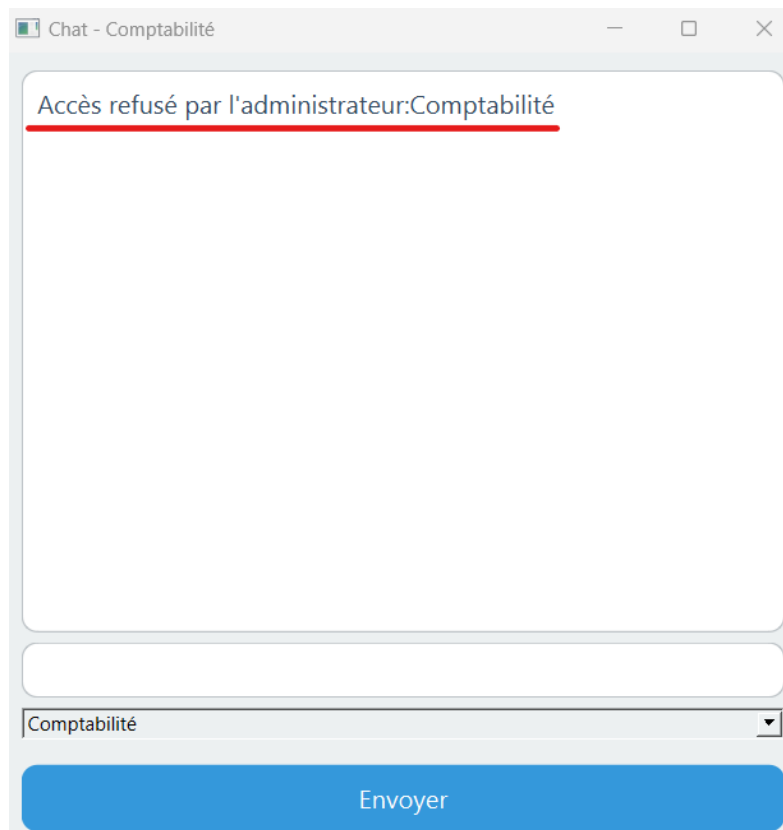 Chat - Comptabilité
Accès refusé par l'administrateur:Comptabilité
Comptabilité
Envoyer